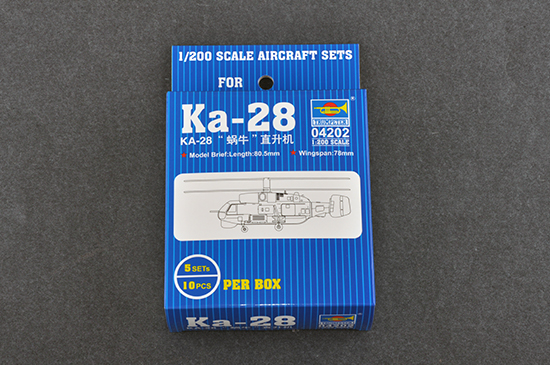 1/200 SCALE AIRCRAFT SETS
FOR
Ka-28
TRUMPETER
04202
1:200 SCALE
KA-28 “蜗牛”直升机
Model Brief:Length:80.5mm
Wingspan:78mm
5 SETs
10 PCS
PER BOX
Ka-28